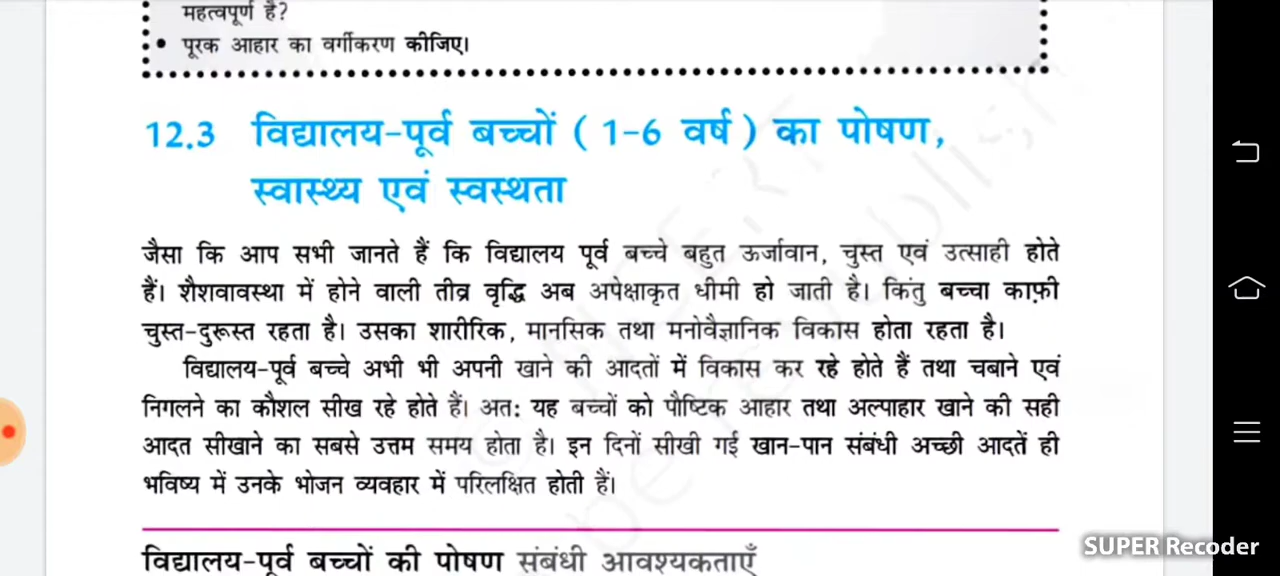 महत्वपूर्ण है?
• पूरक आहार का वर्गीकरण कीजिए।
12.3 विद्यालय-पूर्व बच्चों ( 1-6 वर्ष ) का पोषण,
स्वास्थ्य एवं स्वस्थता
जैसा कि आप सभी जानते हैं कि विद्यालय पूर्व बच्चे बहुत ऊर्जावान, चुस्त एवं उत्साही होते
हैं। शैशवावस्था में होने वाली तीव्र वृद्धि अब अपेक्षाकृत धीमी हो जाती है। किंतु बच्चा काफ़ी
चुस्त-दुरूस्त रहता है। उसका शारीरिक, मानसिक तथा मनोवैज्ञानिक विकास होता रहता है।
विद्यालय-पूर्व बच्चे अभी भी अपनी खाने की आदतों में विकास कर रहे होते हैं तथा चबाने एवं
निगलने का कौशल सीख रहे होते हैं। अत: यह बच्चों को पौष्टिक आहार तथा अल्पाहार खाने की सही
आदत सीखाने का सबसे उत्तम समय होता है। इन दिनों सीखी गई खान-पान संबंधी अच्छी आदतें ही
भविष्य में उनके भोजन व्यवहार में परिलक्षित होती हैं।
विद्यालय-पूर्व बच्चों की पोषण संबंधी आवश्यकताएँ
SUPER Recorder